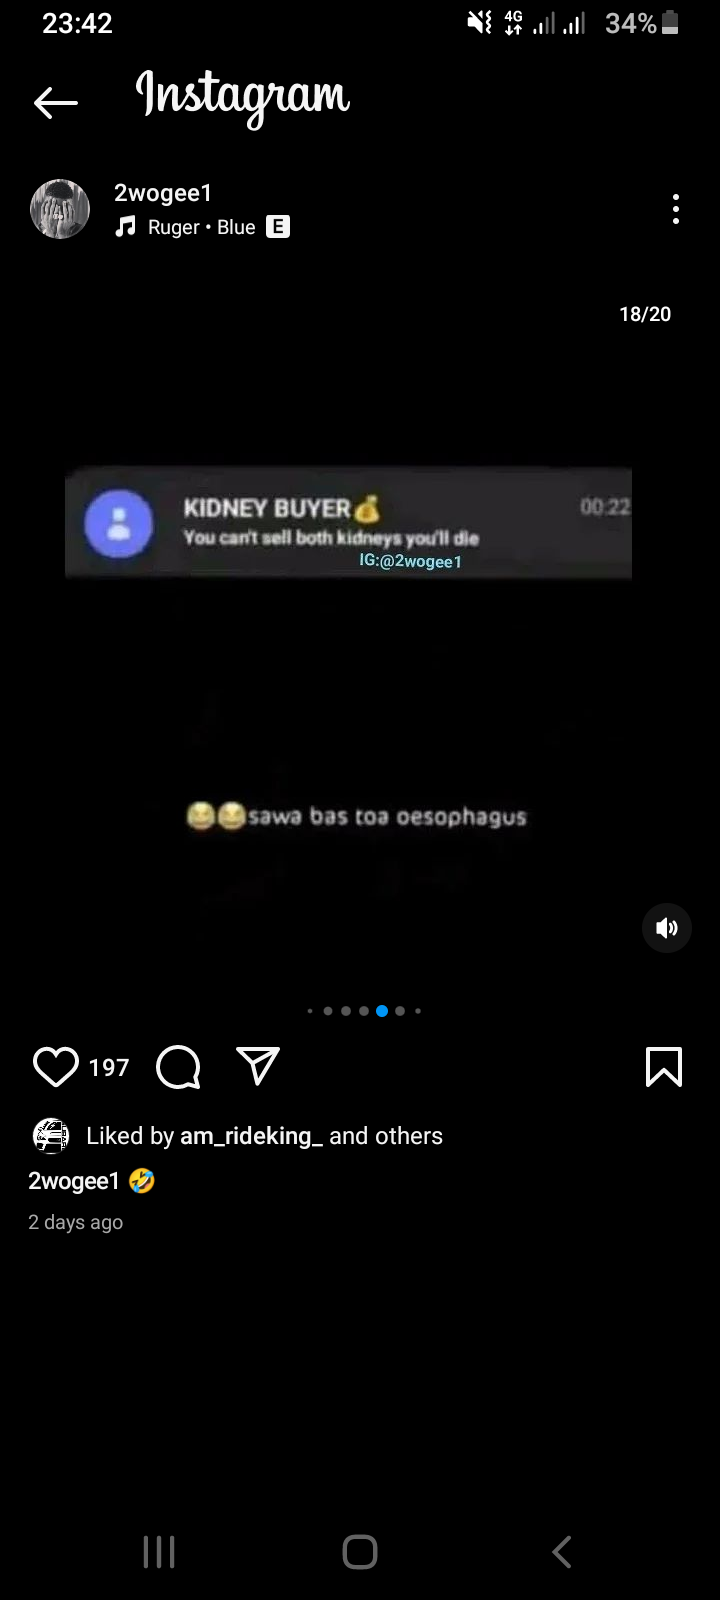 23:42
4G
34%
Instagram
2wogee1
Ruger • Blue E
18/20
KIDNEY BUYER💰
00:22
You can't sell both kidneys you'll die
IG:@2wogee1
😂😂sawa bas toa oesophagus
197
Liked by am_rideking_ and others
2wogee1 🤣
2 days ago